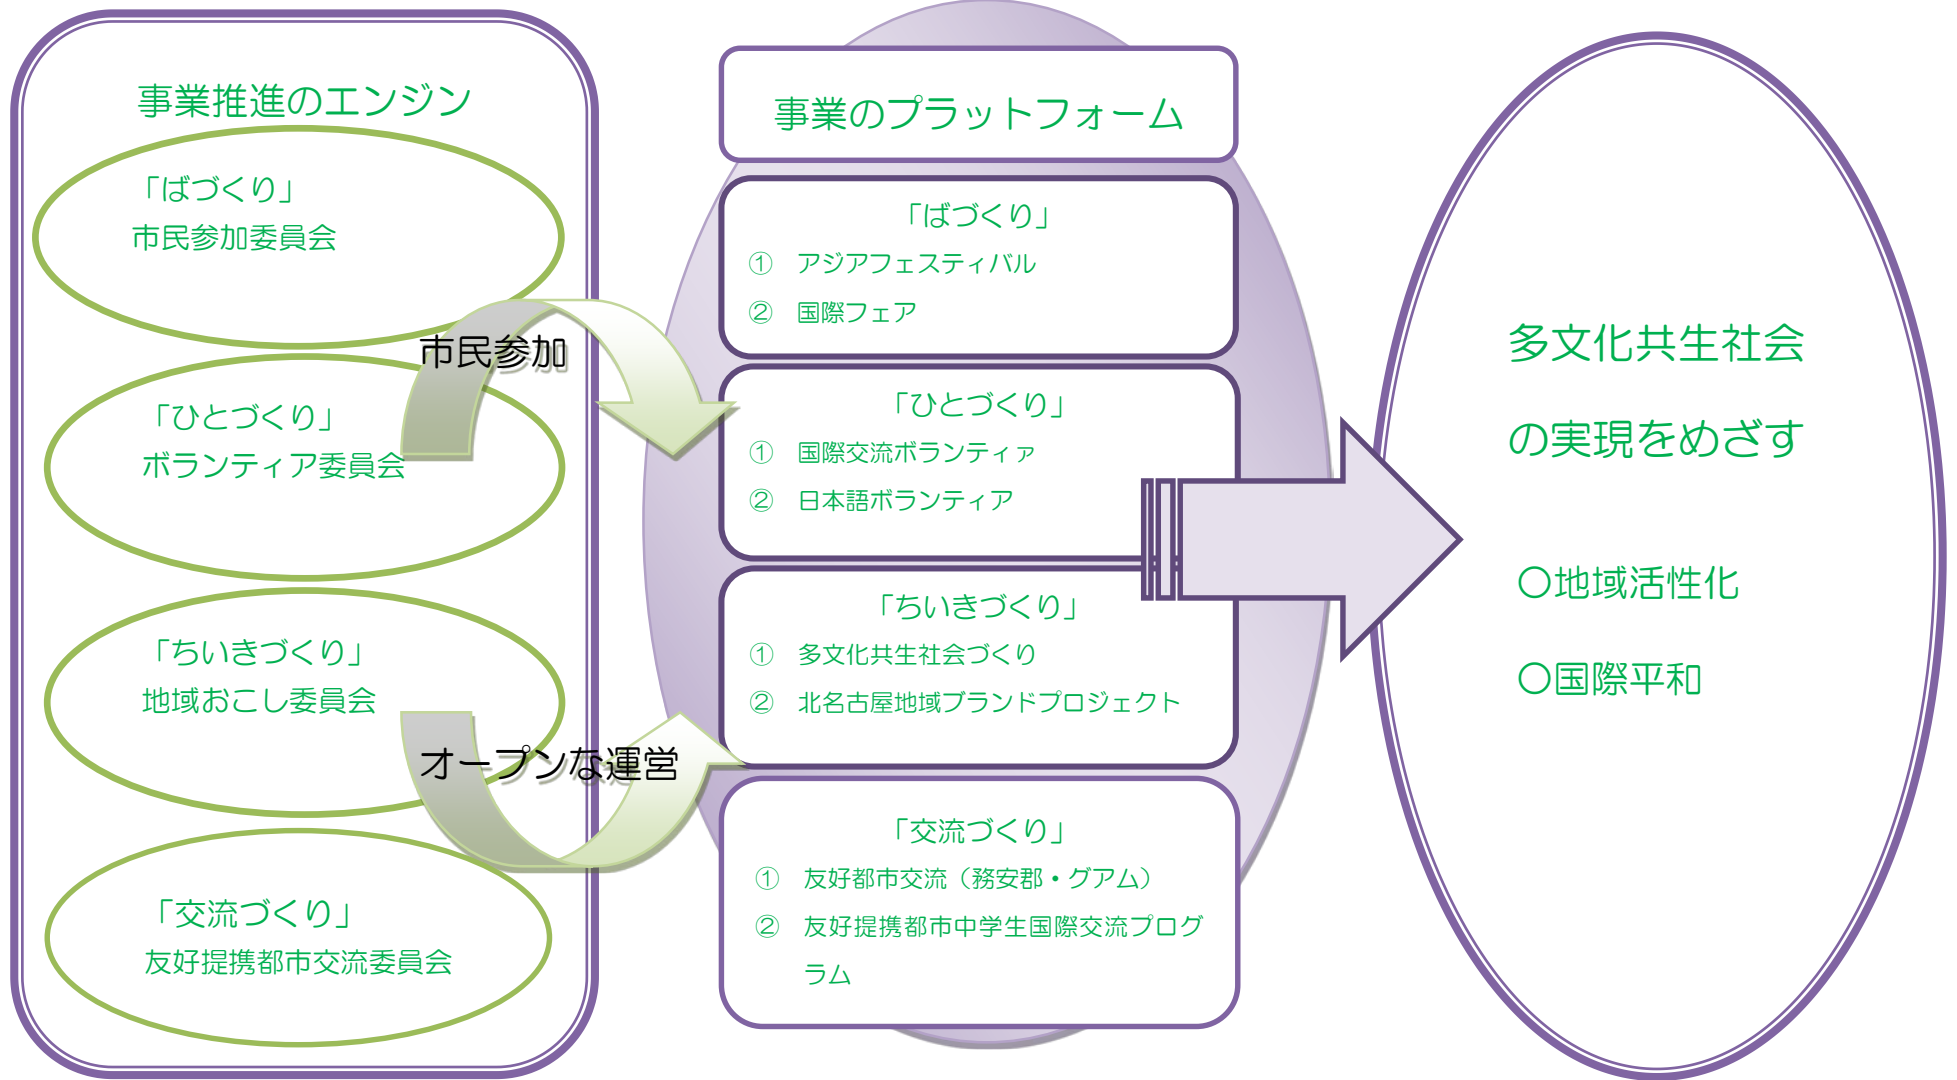 事業推進のエンジン
「ばづくり」
市民参加委員会
「ひとづくり」
ボランティア委員会
「ちいきづくり」
地域おこし委員会
「交流づくり」
友好提携都市交流委員会
市民参加
オープンな運営
事業のプラットフォーム
「ばづくり」
① アジアフェスティバル
② 国際フェア
「ひとづくり」
① 国際交流ボランティァ
② 日本語ボランティア
「ちいきづくり」
① 多文化共生社会づくり
② 北名古屋地域ブランドプロジェクト
「交流づくり」
① 友好都市交流（務安郡・グアム）
② 友好提携都市中学生国際交流プログ
ラム
多文化共生社会
の実現をめざす
〇地域活性化
〇国際平和